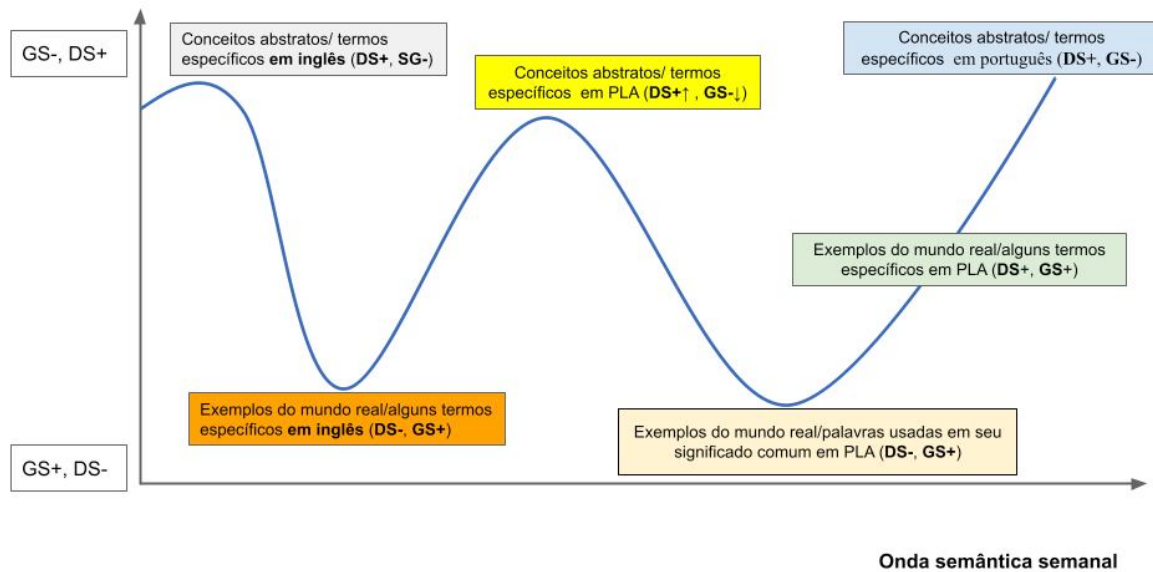 GS-, DS+
Conceitos abstratos/ termos
específicos em inglês (DS+, SG-)
Conceitos abstratos/ termos
específicos em PLA (DS+↑ , GS-↓)
Conceitos abstratos/ termos
específicos em português (DS+, GS-)
Exemplos do mundo real/alguns termos
específicos em PLA (DS+, GS+)
Exemplos do mundo real/alguns termos
específicos em inglês (DS-, GS+)
Exemplos do mundo real/palavras usadas em seu
significado comum em PLA (DS-, GS+)
GS+, DS-
Onda semântica semanal